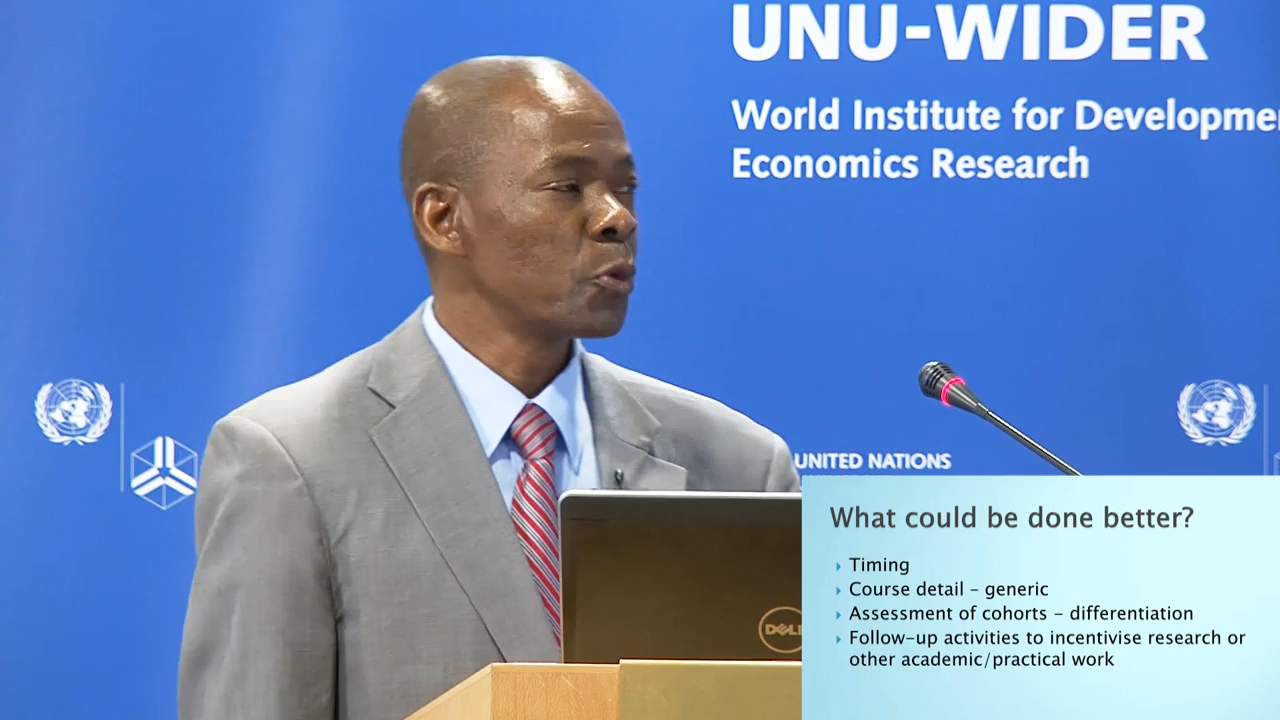 UNU-WIDER
World Institute for Developme
Economics Research
UNITED NATIONS
DELL
What could be done better?
Timing
Course detail – generic
Assessment of cohorts – differentiation
Follow-up activities to incentivise research or
other academic/practical work